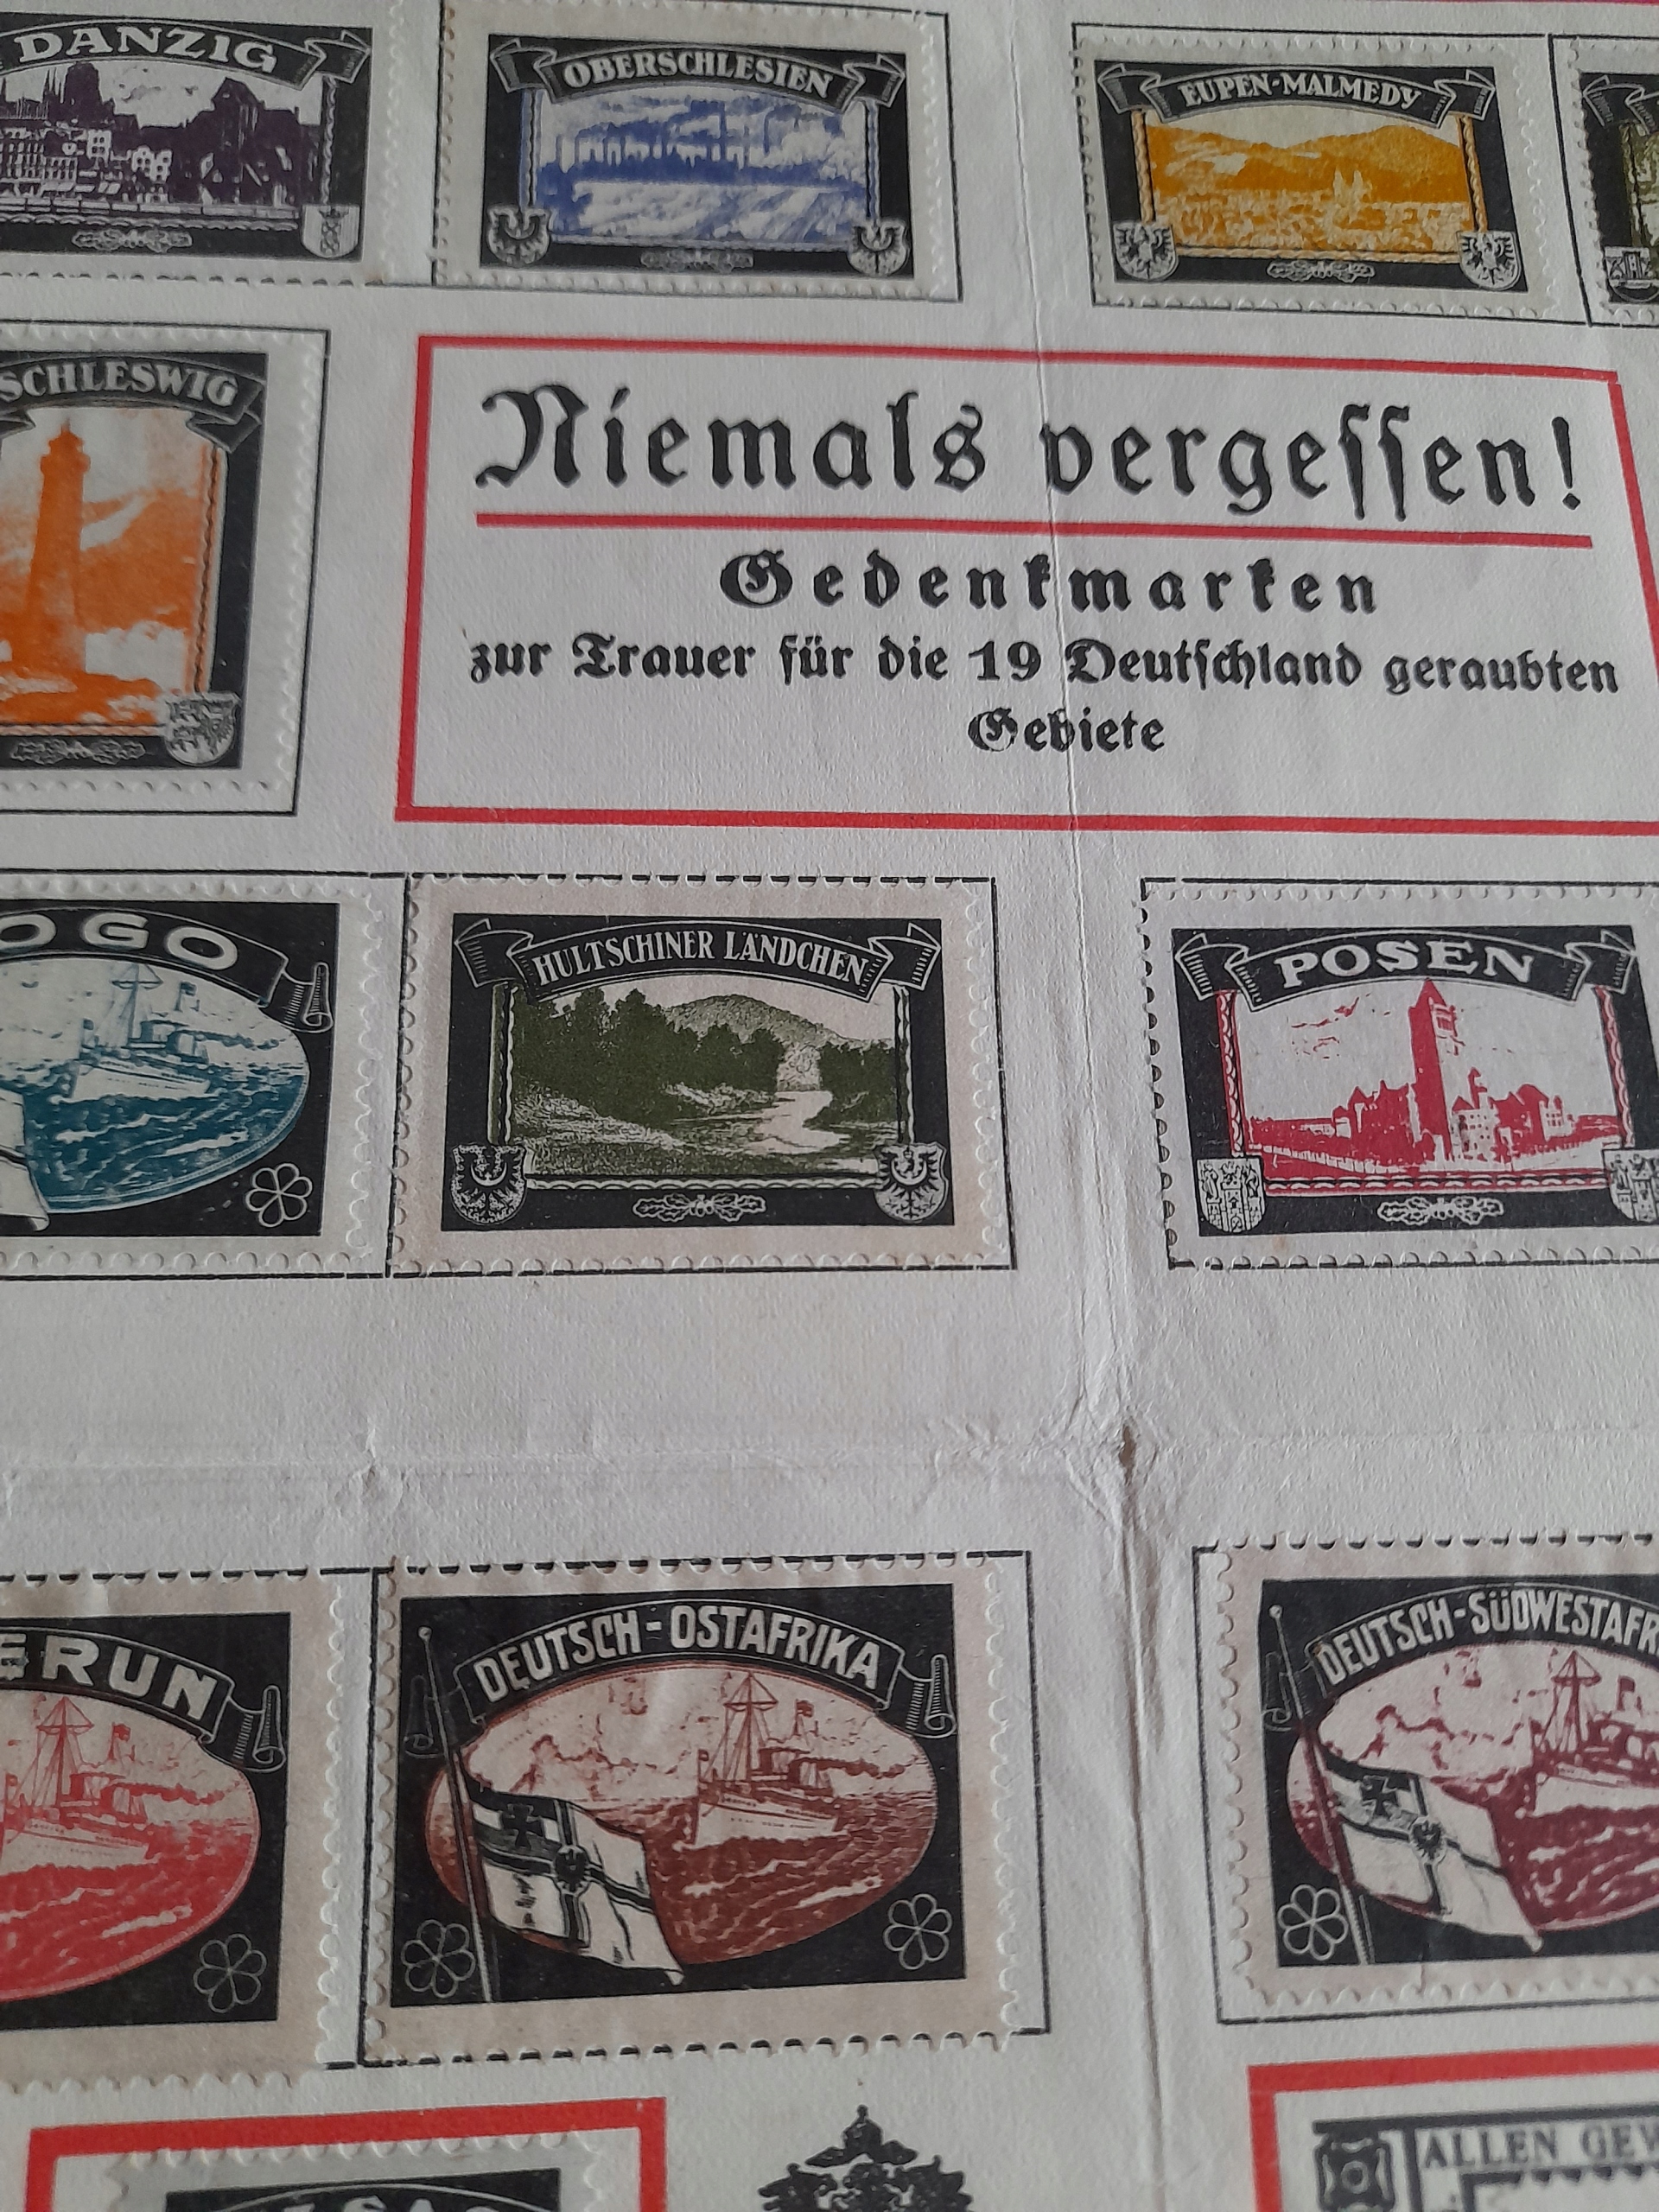 DANZIG
OBERSCHLESIEN
EUPEN-MALMEDY
SCHLESWIG
Niemals vergessen!
Gedenkmarken
zur Trauer für die 19 Deutschland geraubten
Gebiete
OGO
HULTSCHINER LÄNDCHEN
POSEN
ERUN
DEUTSCH-OSTAFRIKA
DEUTSCH-SÜDWESTAFR
ALLEN GEW